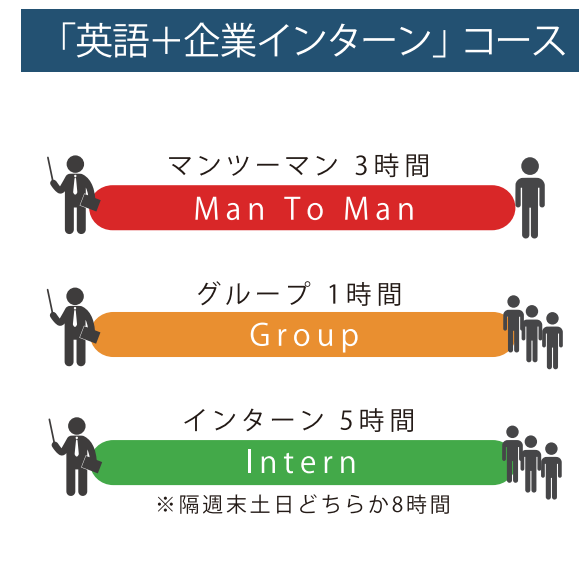 「英語＋企業インターン」コース
マンツーマン 3時間
Man To Man
グループ 1時間
Group
インターン 5時間
Intern
※隔週末土日どちらか8時間